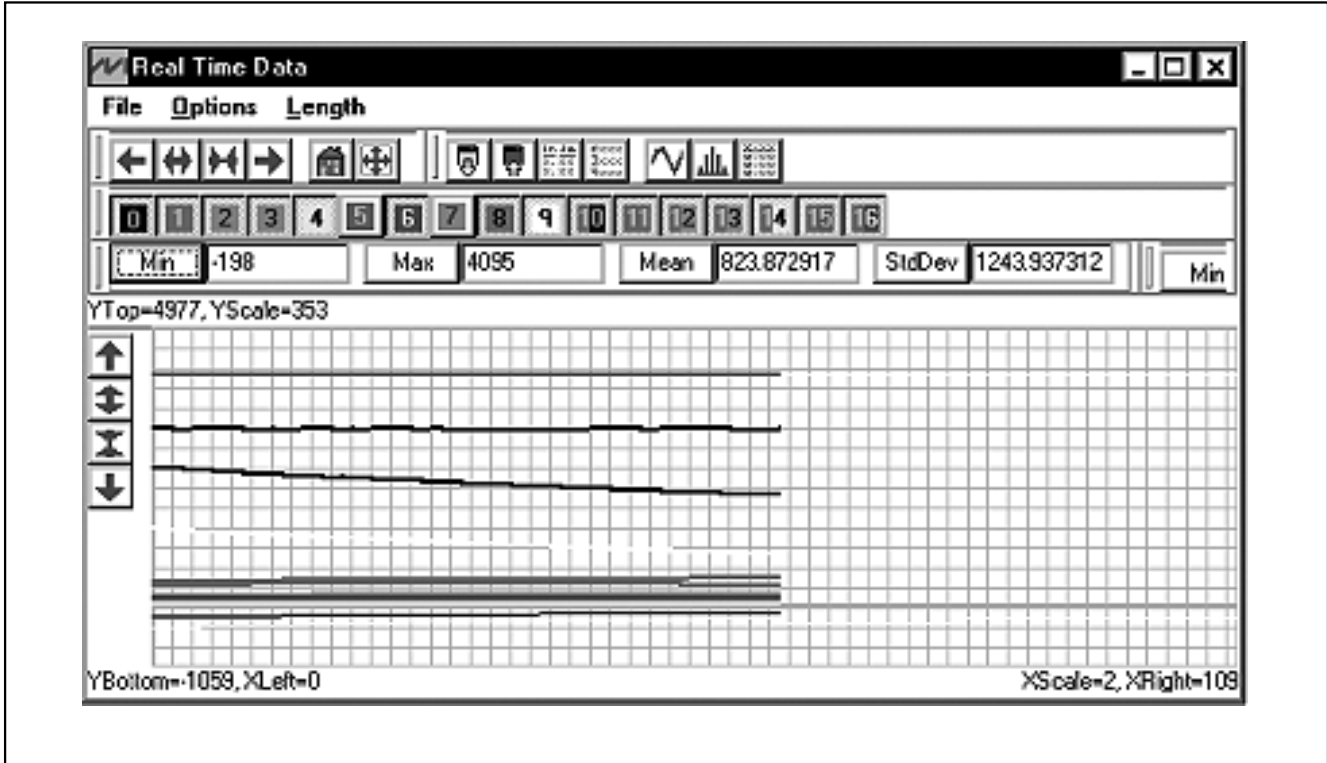 Real Time Data
File Options Length
0 1 2 3 4 5 6 7 8 9 10 11 12 13 14 15 16
Min -198 Max 4095 Mean 823.872917 StdDev 1243.937312 Min
YTop=4977, YScale=353
YBottom=-1059, XLeft=0 XScale=2, XRight=109